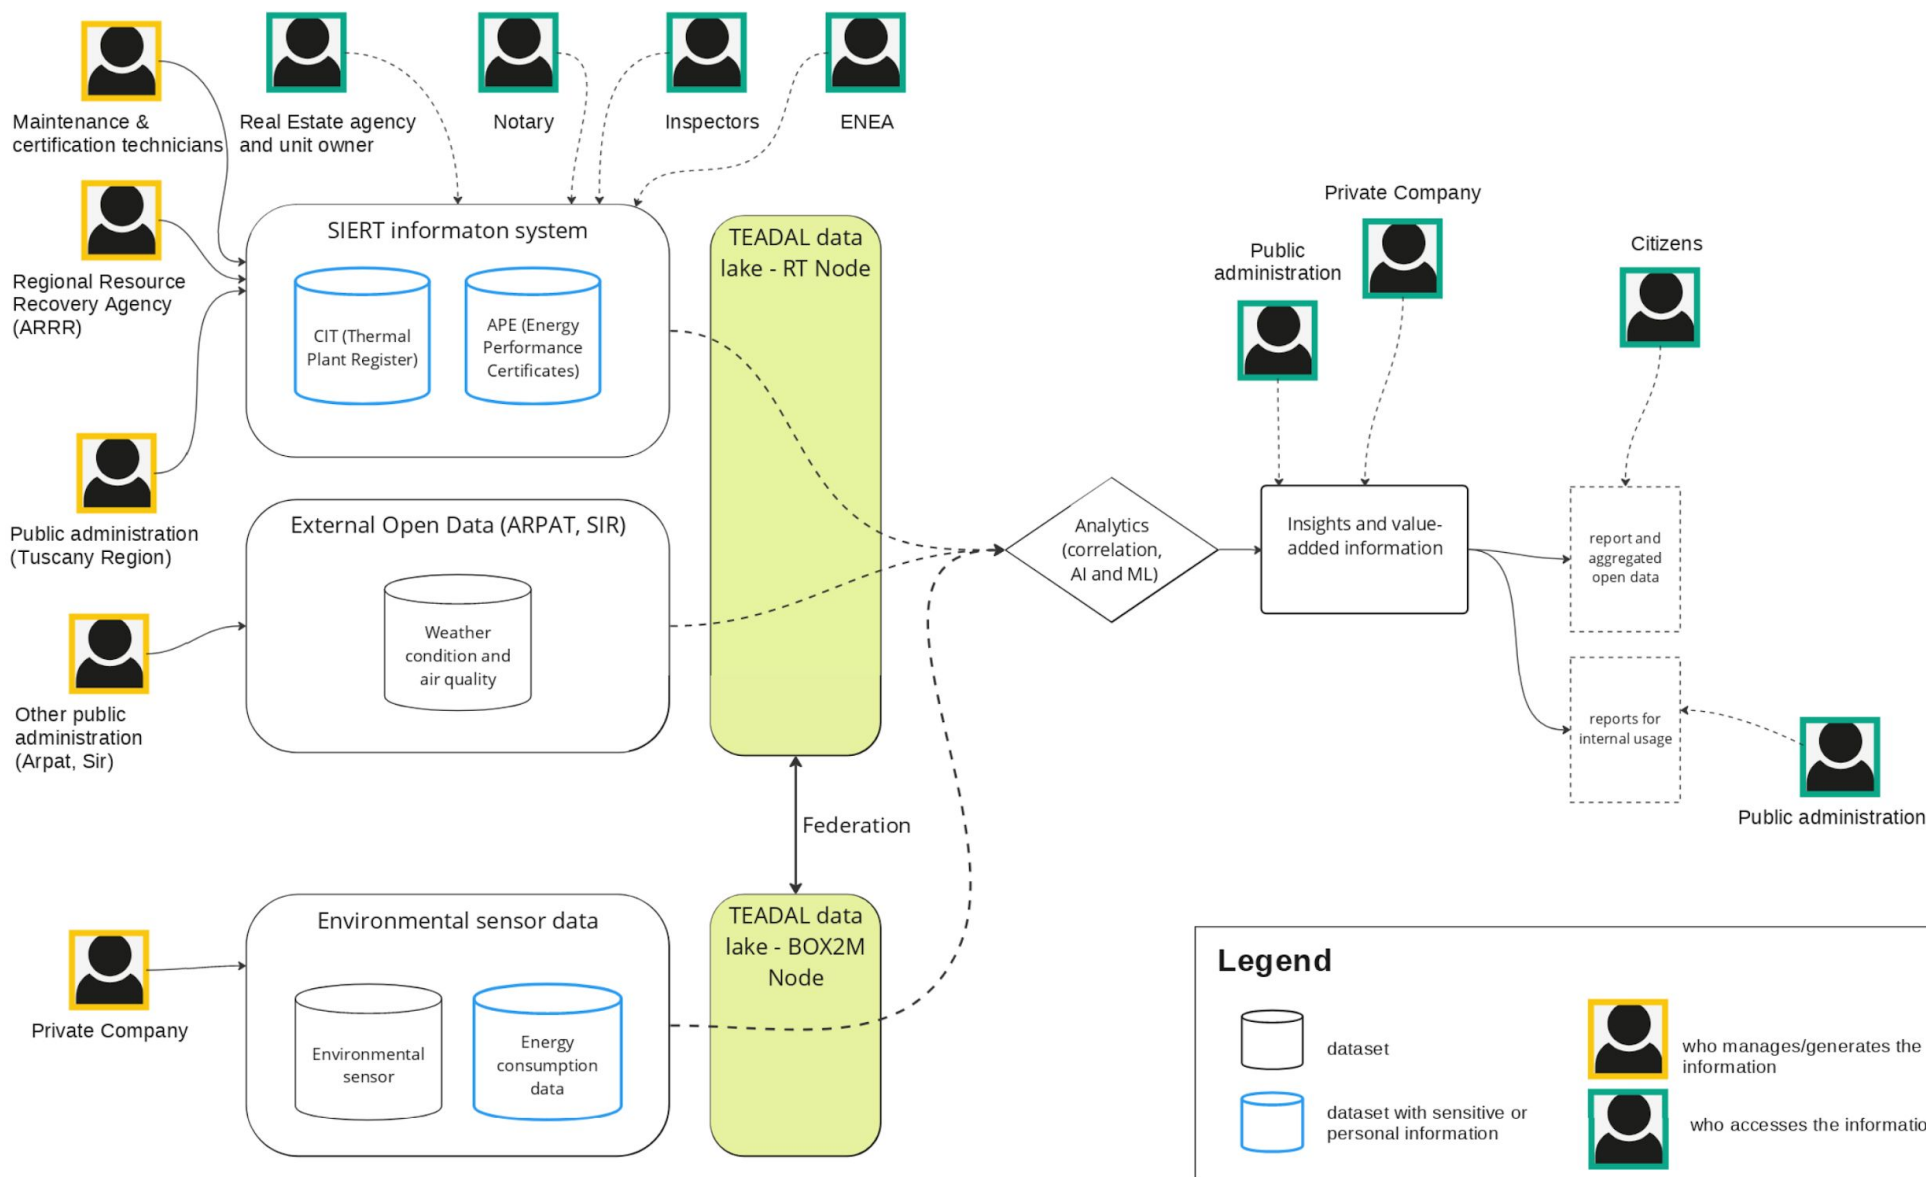 Maintenance &
certification technicians
Real Estate agency
and unit owner
Notary
Inspectors
ENEA
Regional Resource
Recovery Agency
(ARRR)
Public administration
(Tuscany Region)
Other public
administration
(Arpat, Sir)
Private Company
SIERT informaton system
CIT (Thermal
Plant Register)
APE (Energy
Performance
Certificates)
External Open Data (ARPAT, SIR)
Weather
condition and
air quality
Environmental sensor data
Environmental
sensor
Energy
consumption
data
TEADAL data
lake - RT Node
Federation
TEADAL data
lake - BOX2M
Node
Analytics
(correlation,
AI and ML)
Public
administration
Private Company
Citizens
Insights and value-
added information
report and
aggregated
open data
reports for
internal usage
Public administration
Legend
dataset
dataset with sensitive or
personal information
who manages/generates the
information
who accesses the informatio